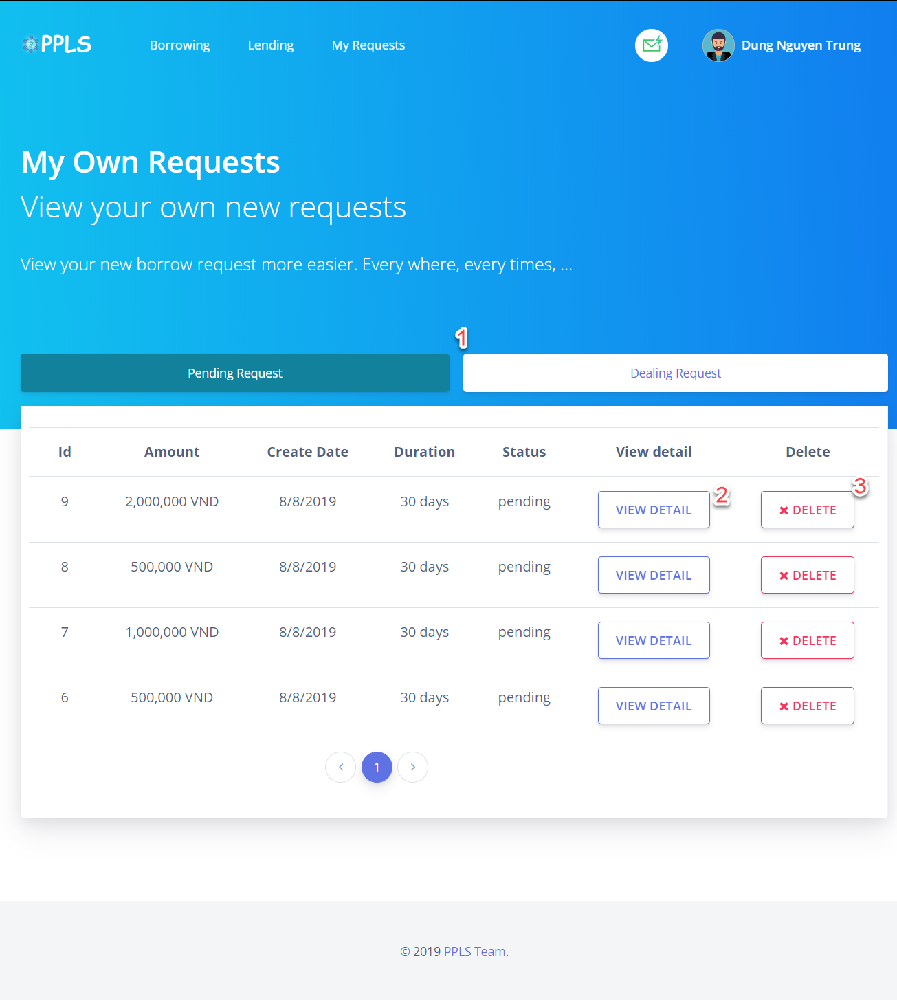 PPLS Borrowing Lending My Requests Dung Nguyen Trung
My Own Requests
View your own new requests
View your new borrow request more easier. Every where, every times, ...
1
Pending Request Dealing Request
Id Amount Create Date Duration Status View detail Delete
9 2,000,000 VND 8/8/2019 30 days pending VIEW DETAIL 2 ✖ DELETE 3
8 500,000 VND 8/8/2019 30 days pending VIEW DETAIL ✖ DELETE
7 1,000,000 VND 8/8/2019 30 days pending VIEW DETAIL ✖ DELETE
6 500,000 VND 8/8/2019 30 days pending VIEW DETAIL ✖ DELETE
‹ 1 ›
© 2019 PPLS Team.